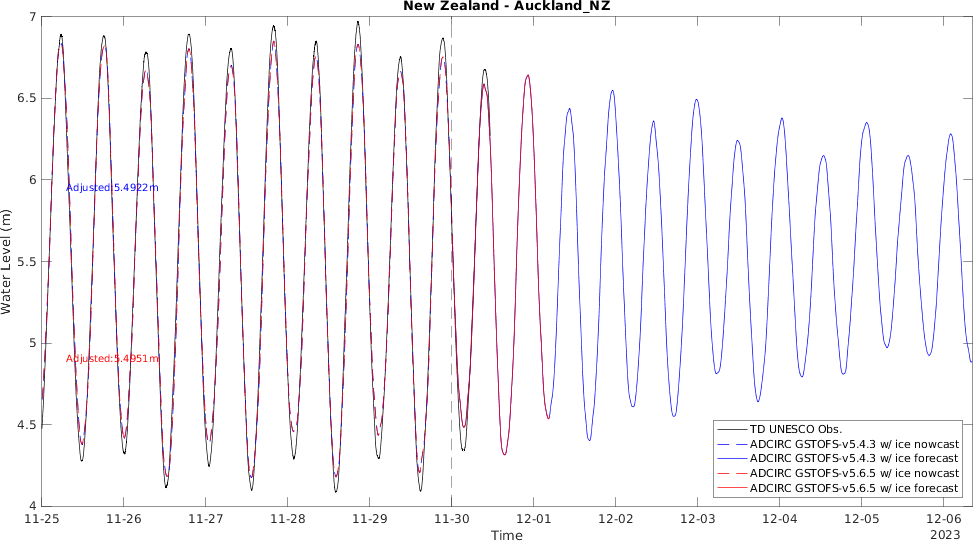 New Zealand - Auckland_NZ
7
6.5
6
5.5
5
4.5
4
Water Level (m)
Adjusted:5.4922m
Adjusted:5.4951m
TD UNESCO Obs.
ADCIRC GSTOFS-v5.4.3 w/ ice nowcast
ADCIRC GSTOFS-v5.4.3 w/ ice forecast
ADCIRC GSTOFS-v5.6.5 w/ ice nowcast
ADCIRC GSTOFS-v5.6.5 w/ ice forecast
11-25 11-26 11-27 11-28 11-29 11-30 12-01 12-02 12-03 12-04 12-05 12-06
Time
2023